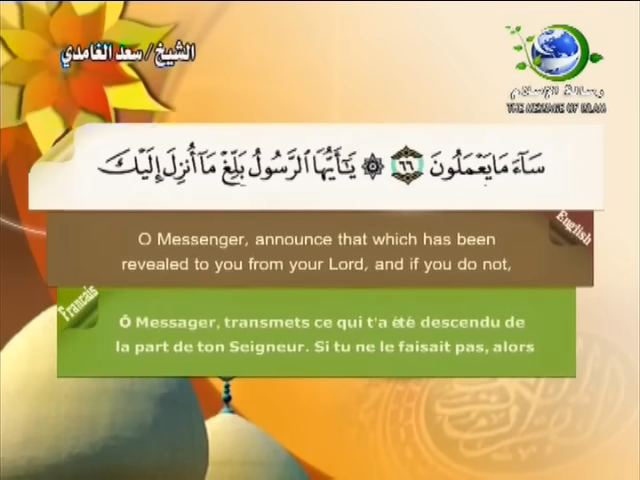 الشيخ / سعد الغامدي
رسالة الإسلام
THE MESSAGE OF ISLAM
سَآءَ مَا يَعْمَلُونَ ٦٦ ۞ يَٰٓأَيُّهَا ٱلرَّسُولُ بَلِّغْ مَآ أُنزِلَ إِلَيْكَ
English
O Messenger, announce that which has been
revealed to you from your Lord, and if you do not,
Francais
Ô Messager, transmets ce qui t'a été descendu de
la part de ton Seigneur. Si tu ne le faisait pas, alors